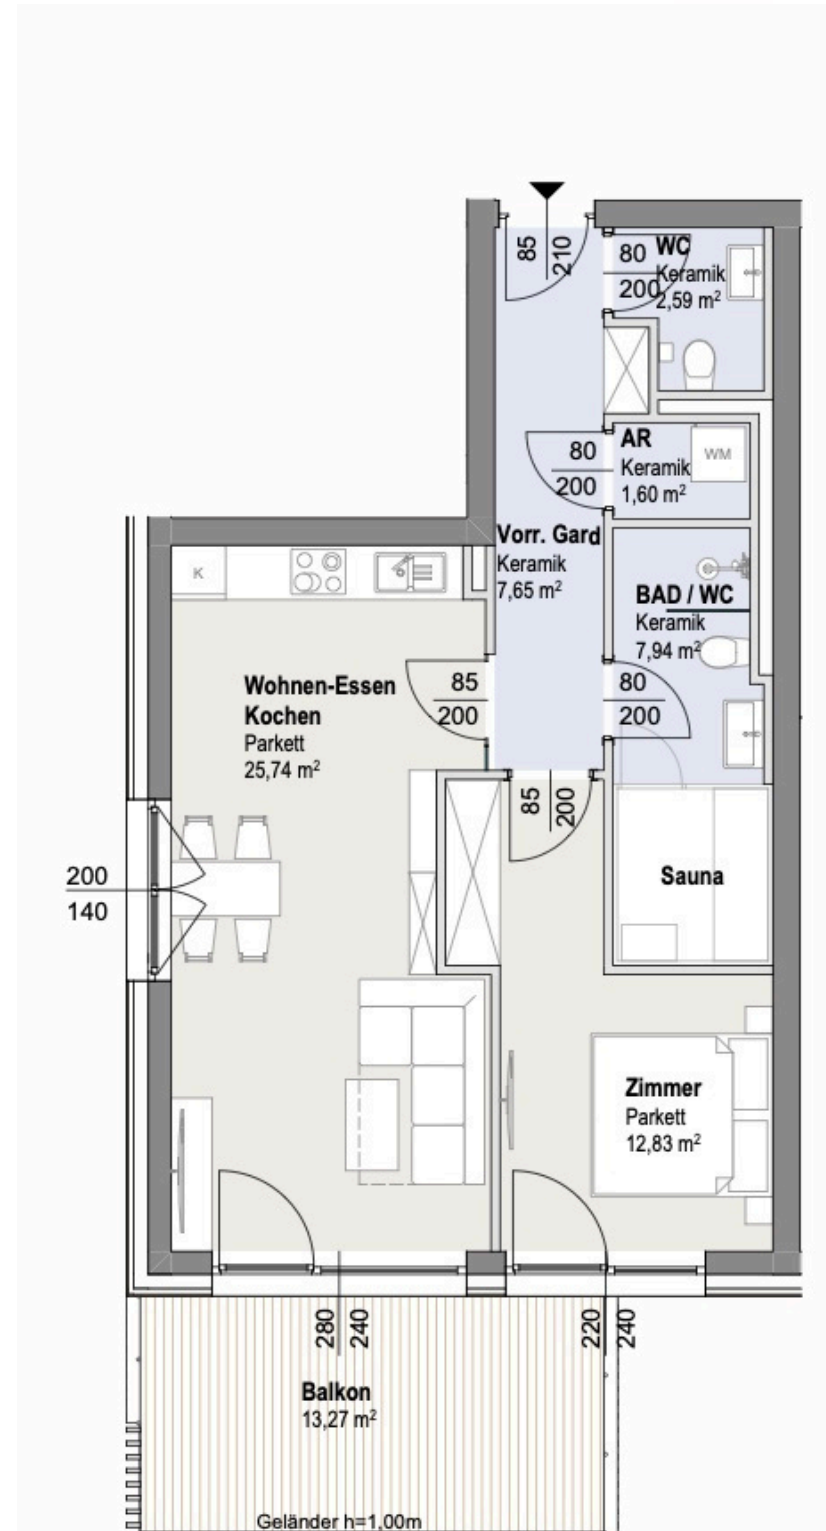 85
210
80
200
WC
Keramik
2,59 m²
80
200
AR
Keramik
1,60 m²
WM
Vorr. Gard
Keramik
7,65 m²
K
BAD / WC
Keramik
7,94 m²
Wohnen-Essen
Kochen
Parkett
25,74 m²
85
200
80
200
85
200
200
140
Sauna
Zimmer
Parkett
12,83 m²
280
240
220
240
Balkon
13,27 m²
Geländer h=1,00m